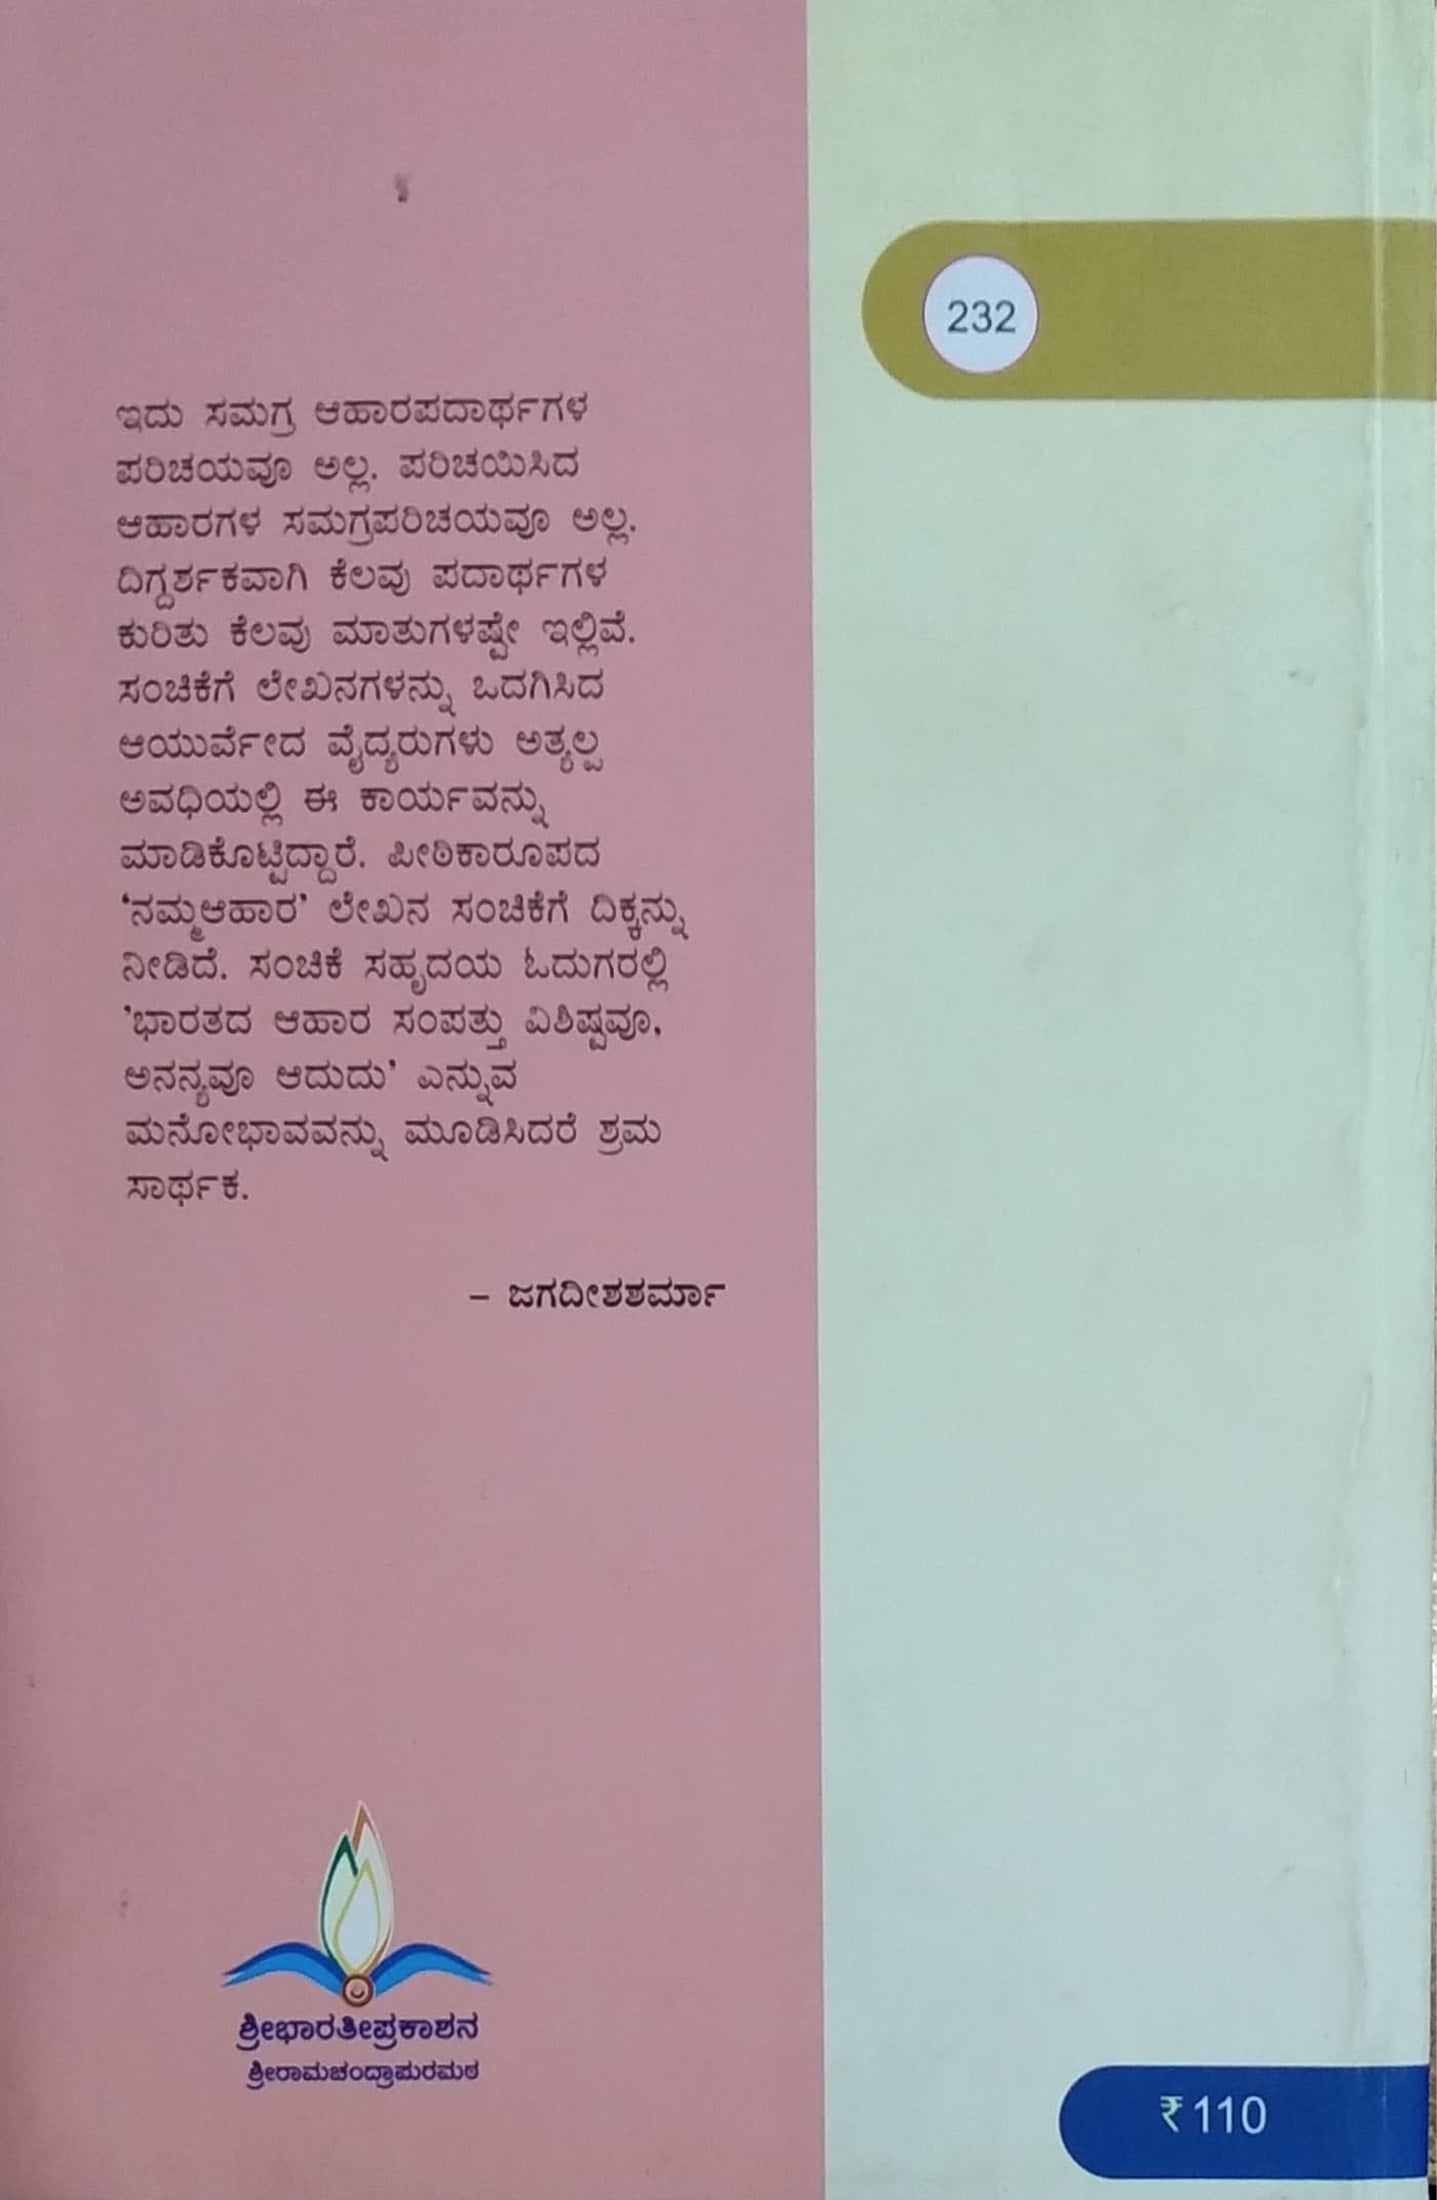 232
ಇದು ಸಮಗ್ರ ಆಹಾರಪದಾರ್ಥಗಳ
ಪರಿಚಯವೂ ಅಲ್ಲ. ಪರಿಚಯಿಸಿದ
ಆಹಾರಗಳ ಸಮಗ್ರಪರಿಚಯವೂ ಅಲ್ಲ.
ದಿಗ್ದರ್ಶಕವಾಗಿ ಕೆಲವು ಪದಾರ್ಥಗಳ
ಕುರಿತು ಕೆಲವು ಮಾತುಗಳಷ್ಟೇ ಇಲ್ಲಿವೆ.
ಸಂಚಿಕೆಗೆ ಲೇಖನಗಳನ್ನು ಒದಗಿಸಿದ
ಆಯುರ್ವೇದ ವೈದ್ಯರುಗಳು ಅತ್ಯಲ್ಪ
ಅವಧಿಯಲ್ಲಿ ಈ ಕಾರ್ಯವನ್ನು
ಮಾಡಿಕೊಟ್ಟಿದ್ದಾರೆ. ಪೀಠಿಕಾರೂಪದ
‘ನಮ್ಮಆಹಾರ’ ಲೇಖನ ಸಂಚಿಕೆಗೆ ದಿಕ್ಕನ್ನು
ನೀಡಿದೆ. ಸಂಚಿಕೆ ಸಹೃದಯ ಓದುಗರಲ್ಲಿ
'ಭಾರತದ ಆಹಾರ ಸಂಪತ್ತು ವಿಶಿಷ್ಟವೂ,
ಅನನ್ಯವೂ ಆದುದು' ಎನ್ನುವ
ಮನೋಭಾವವನ್ನು ಮೂಡಿಸಿದರೆ ಶ್ರಮ
ಸಾರ್ಥಕ.
– ಜಗದೀಶಶರ್ಮಾ
ಶ್ರೀಭಾರತೀಪ್ರಕಾಶನ
ಶ್ರೀರಾಮಚಂದ್ರಾಪುರಮಠ
₹ 110